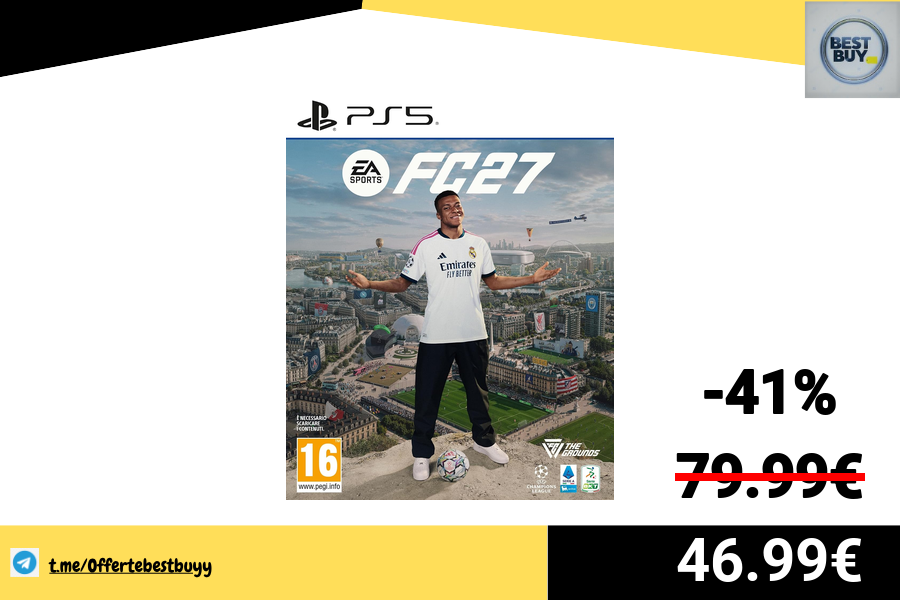 BEST
BUY
PS5
EA
SPORTS
FC27
Emirates
FLY BETTER
È NECESSARIO
SCARICARE
I CONTENUTI.
16
www.pegi.info
THE
GROUNDS
CHAMPIONS
LEAGUE
-41%
79.99€
t.me/Offertebestbuyy
46.99€